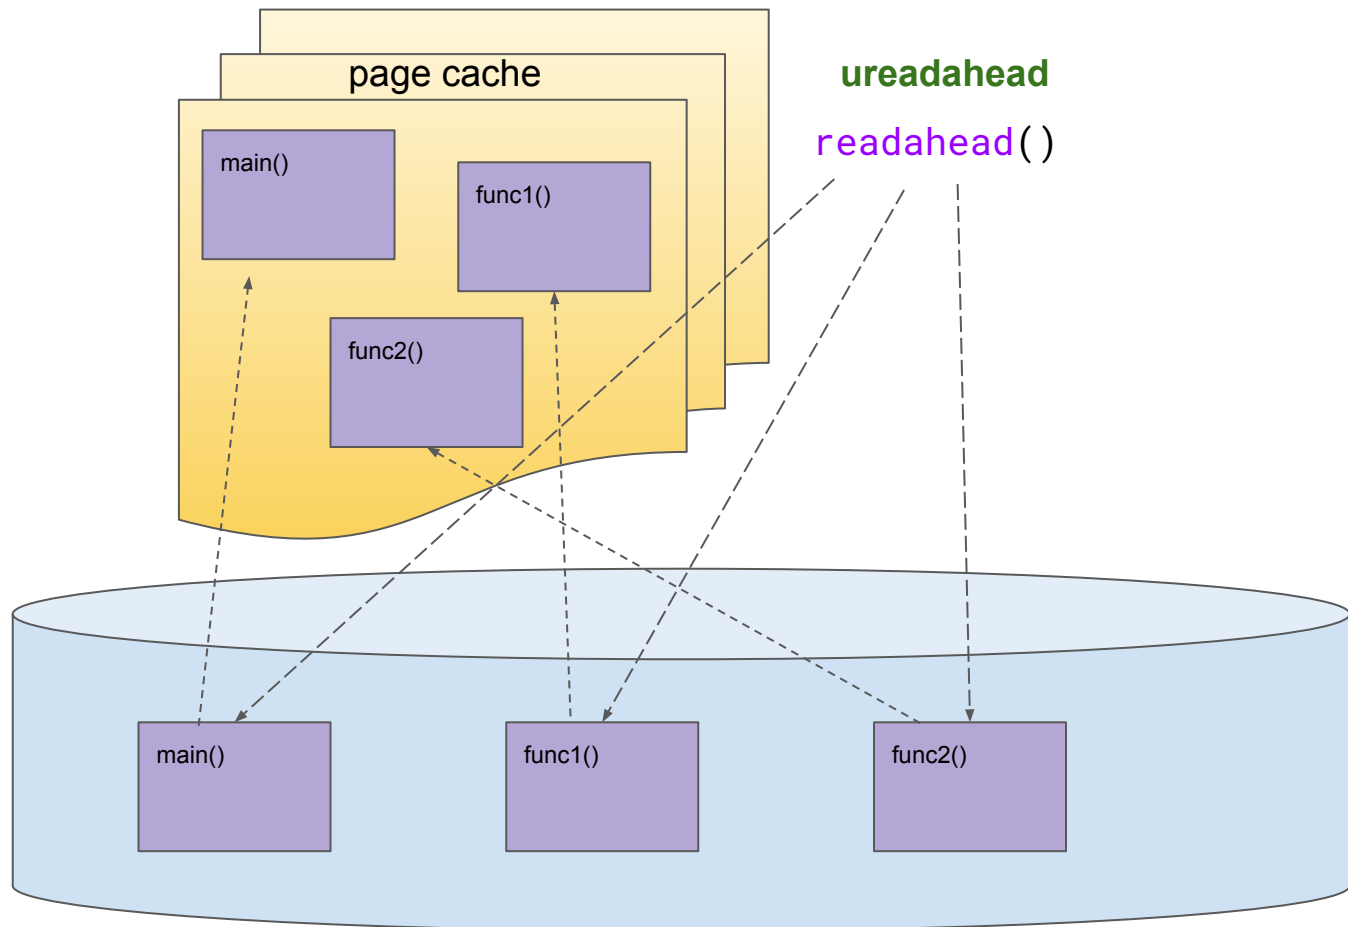 page cache
ureadahead
readahead()
main()
func1()
func2()
main()
func1()
func2()